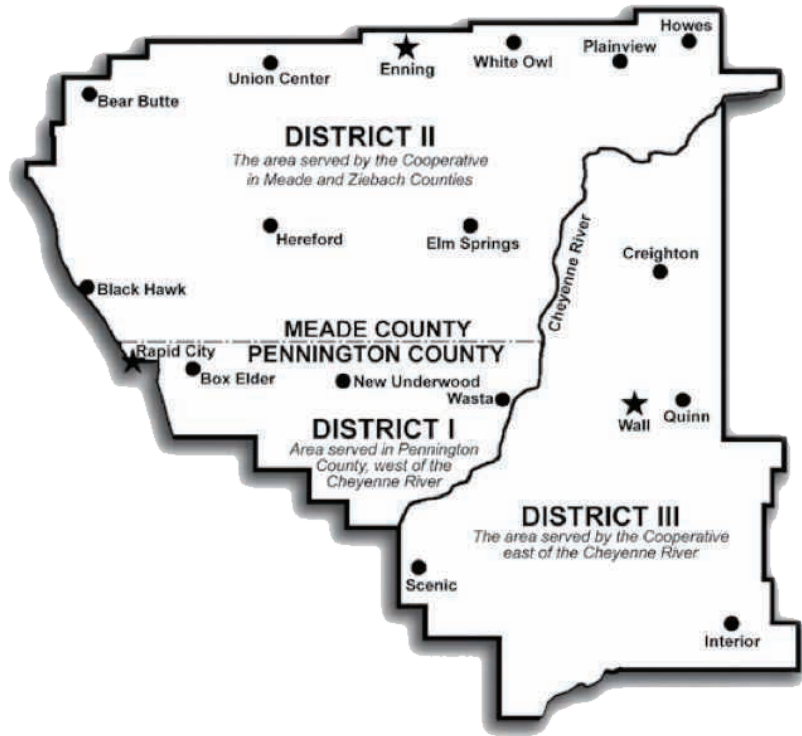 Howes
White Owl
Plainview
Enning
Union Center
Bear Butte
DISTRICT II
The area served by the Cooperative
in Meade and Ziebach Counties
Hereford
Elm Springs
Cheyenne River
Creighton
Black Hawk
MEADE COUNTY
Rapid City
PENNINGTON COUNTY
Box Elder
New Underwood
Wasta
Wall
Quinn
DISTRICT I
Area served in Pennington
County, west of the
Cheyenne River
DISTRICT III
The area served by the Cooperative
east of the Cheyenne River
Scenic
Interior